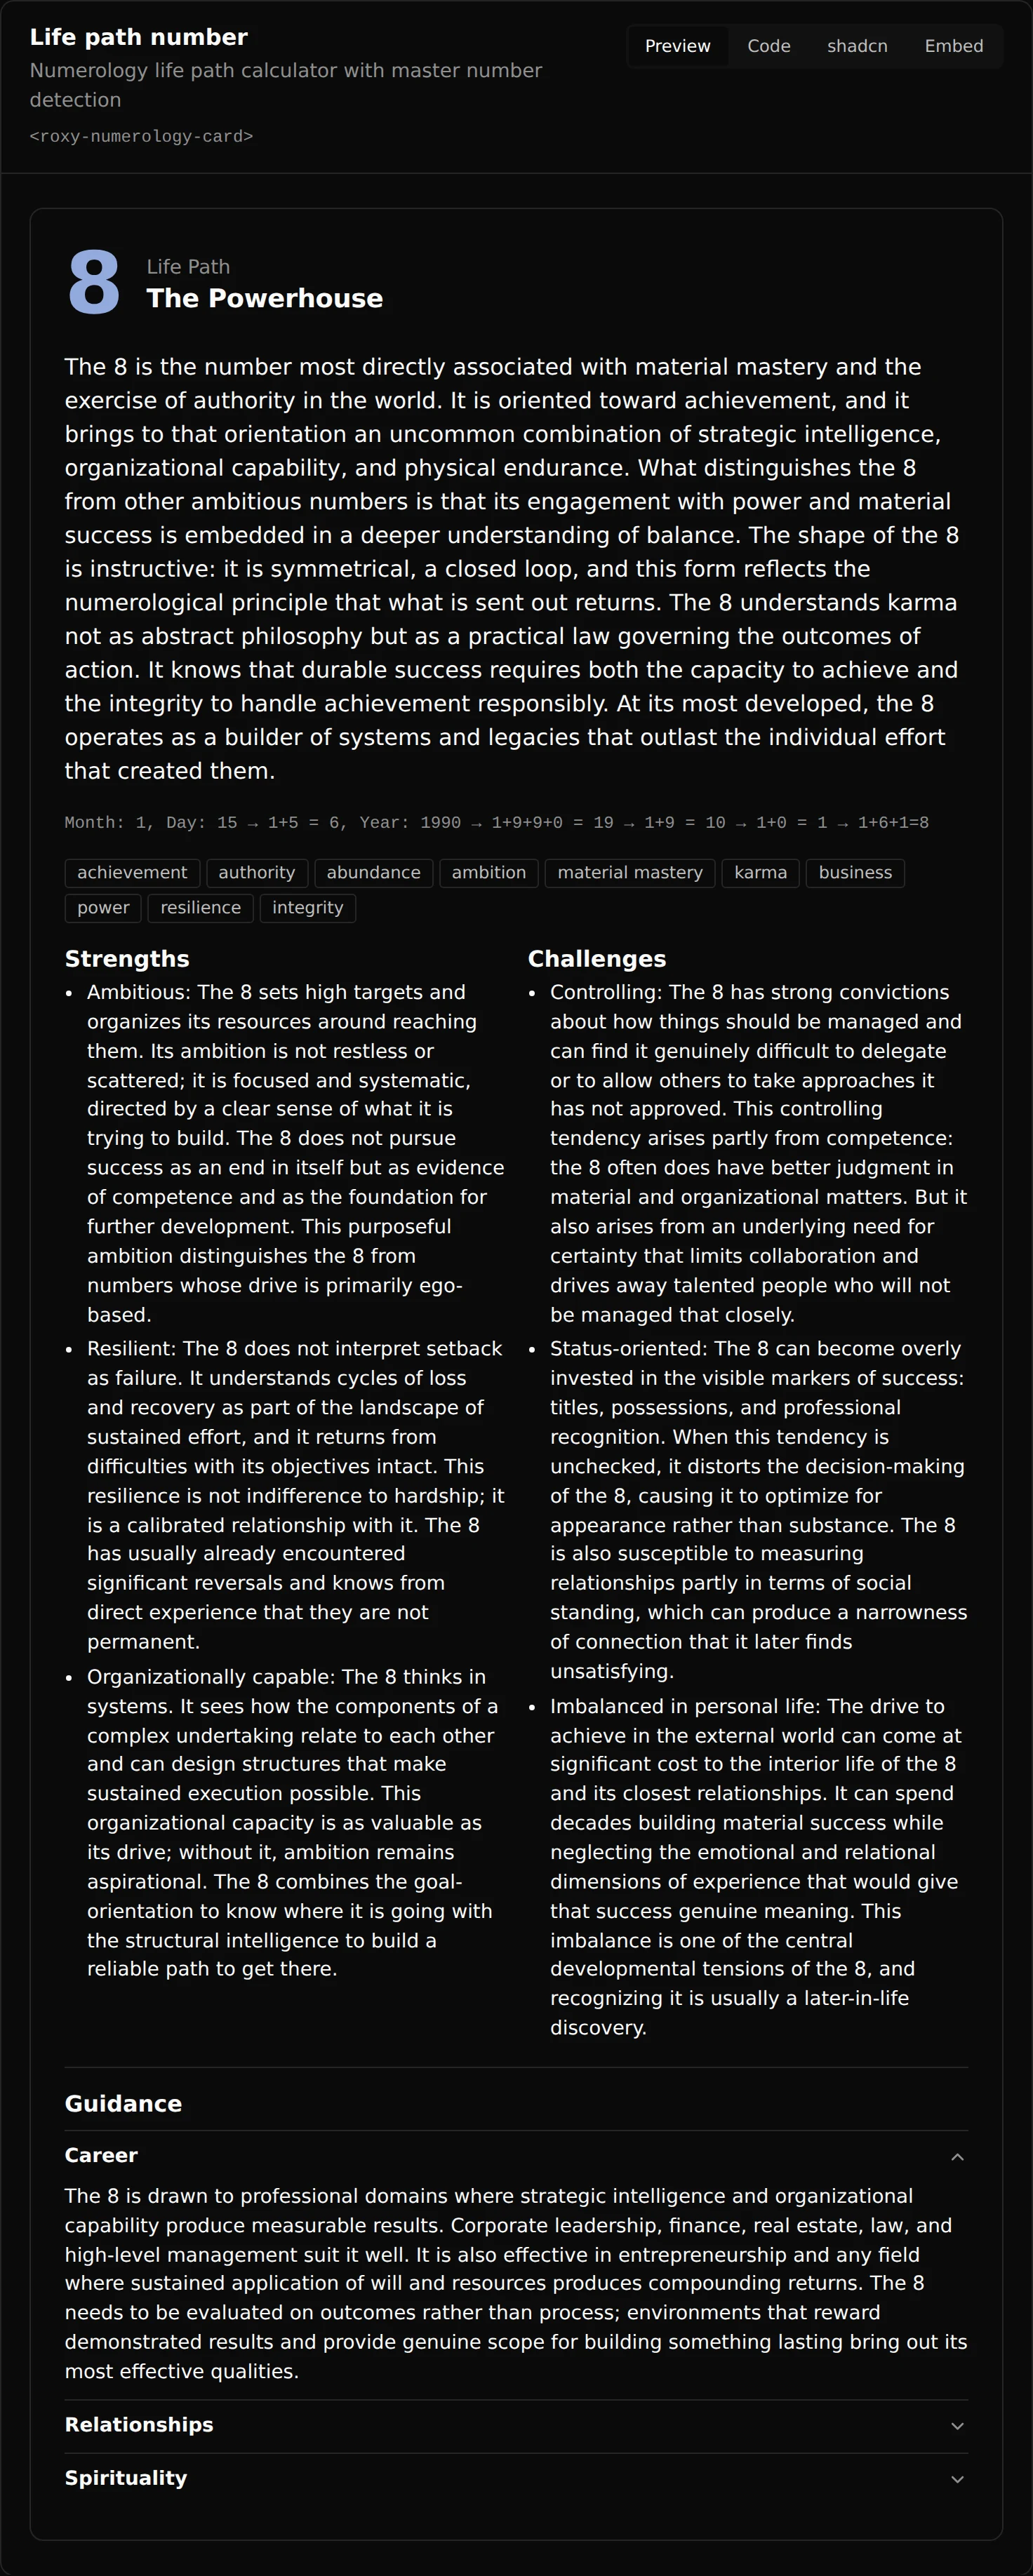 Life path number
Preview Code shadcn Embed
Numerology life path calculator with master number
detection
<roxy-numerology-card>
8
Life Path
The Powerhouse
The 8 is the number most directly associated with material mastery and the
exercise of authority in the world. It is oriented toward achievement, and it
brings to that orientation an uncommon combination of strategic intelligence,
organizational capability, and physical endurance. What distinguishes the 8
from other ambitious numbers is that its engagement with power and material
success is embedded in a deeper understanding of balance. The shape of the 8
is instructive: it is symmetrical, a closed loop, and this form reflects the
numerological principle that what is sent out returns. The 8 understands karma
not as abstract philosophy but as a practical law governing the outcomes of
action. It knows that durable success requires both the capacity to achieve and
the integrity to handle achievement responsibly. At its most developed, the 8
operates as a builder of systems and legacies that outlast the individual effort
that created them.
Month: 1, Day: 15 → 1+5 = 6, Year: 1990 → 1+9+9+0 = 19 → 1+9 = 10 → 1+0 = 1 → 1+6+1=8
achievement authority abundance ambition material mastery karma business
power resilience integrity
Strengths
• Ambitious: The 8 sets high targets and
organizes its resources around reaching
them. Its ambition is not restless or
scattered; it is focused and systematic,
directed by a clear sense of what it is
trying to build. The 8 does not pursue
success as an end in itself but as evidence
of competence and as the foundation for
further development. This purposeful
ambition distinguishes the 8 from
numbers whose drive is primarily ego-
based.
• Resilient: The 8 does not interpret setback
as failure. It understands cycles of loss
and recovery as part of the landscape of
sustained effort, and it returns from
difficulties with its objectives intact. This
resilience is not indifference to hardship; it
is a calibrated relationship with it. The 8
has usually already encountered
significant reversals and knows from
direct experience that they are not
permanent.
• Organizationally capable: The 8 thinks in
systems. It sees how the components of a
complex undertaking relate to each other
and can design structures that make
sustained execution possible. This
organizational capacity is as valuable as
its drive; without it, ambition remains
aspirational. The 8 combines the goal-
orientation to know where it is going with
the structural intelligence to build a
reliable path to get there.
Challenges
• Controlling: The 8 has strong convictions
about how things should be managed and
can find it genuinely difficult to delegate
or to allow others to take approaches it
has not approved. This controlling
tendency arises partly from competence:
the 8 often does have better judgment in
material and organizational matters. But it
also arises from an underlying need for
certainty that limits collaboration and
drives away talented people who will not
be managed that closely.
• Status-oriented: The 8 can become overly
invested in the visible markers of success:
titles, possessions, and professional
recognition. When this tendency is
unchecked, it distorts the decision-making
of the 8, causing it to optimize for
appearance rather than substance. The 8
is also susceptible to measuring
relationships partly in terms of social
standing, which can produce a narrowness
of connection that it later finds
unsatisfying.
• Imbalanced in personal life: The drive to
achieve in the external world can come at
significant cost to the interior life of the 8
and its closest relationships. It can spend
decades building material success while
neglecting the emotional and relational
dimensions of experience that would give
that success genuine meaning. This
imbalance is one of the central
developmental tensions of the 8, and
recognizing it is usually a later-in-life
discovery.
Guidance
Career
The 8 is drawn to professional domains where strategic intelligence and organizational
capability produce measurable results. Corporate leadership, finance, real estate, law, and
high-level management suit it well. It is also effective in entrepreneurship and any field
where sustained application of will and resources produces compounding returns. The 8
needs to be evaluated on outcomes rather than process; environments that reward
demonstrated results and provide genuine scope for building something lasting bring out its
most effective qualities.
Relationships
Spirituality